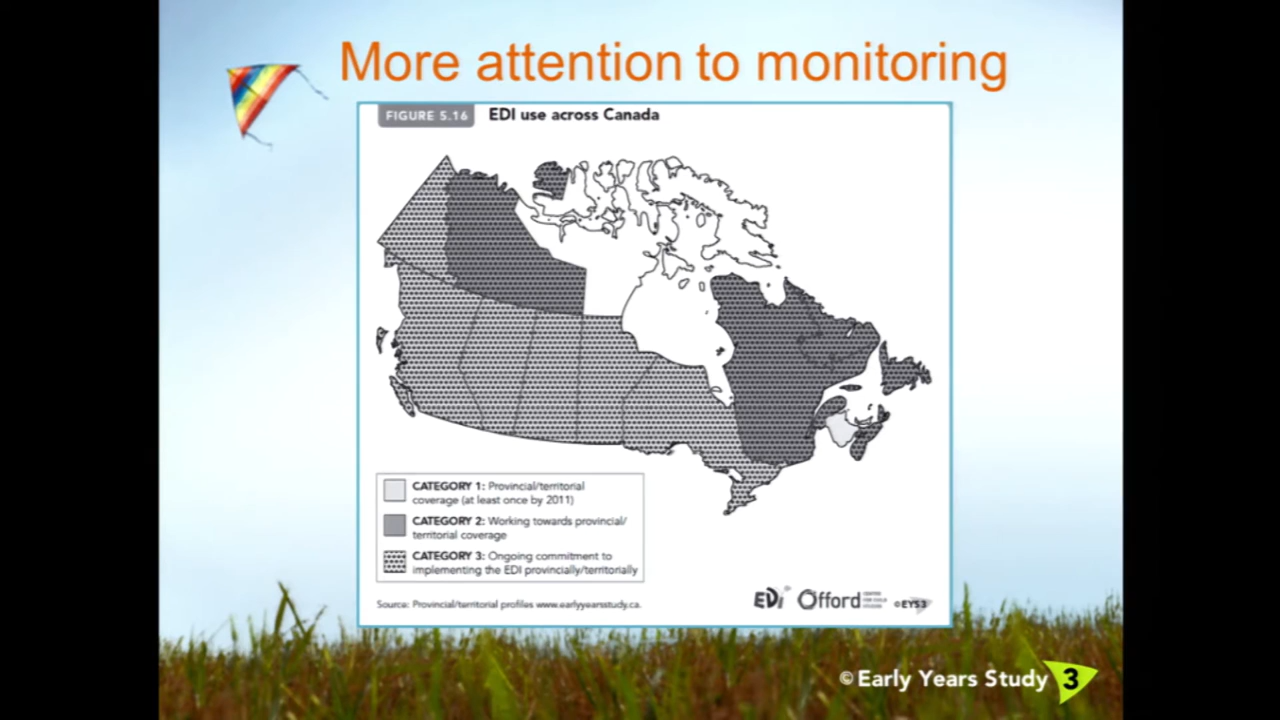 More attention to monitoring
FIGURE 5.16 EDI use across Canada
CATEGORY 1: Provincial/territorial
coverage (at least once by 2011)
CATEGORY 2: Working towards provincial/
territorial coverage
CATEGORY 3: Ongoing commitment to
implementing the EDI provincially/territorially
Source: Provincial/territorial profiles www.earlyyearsstudy.ca.
EDI Offord ©EYS3
© Early Years Study 3